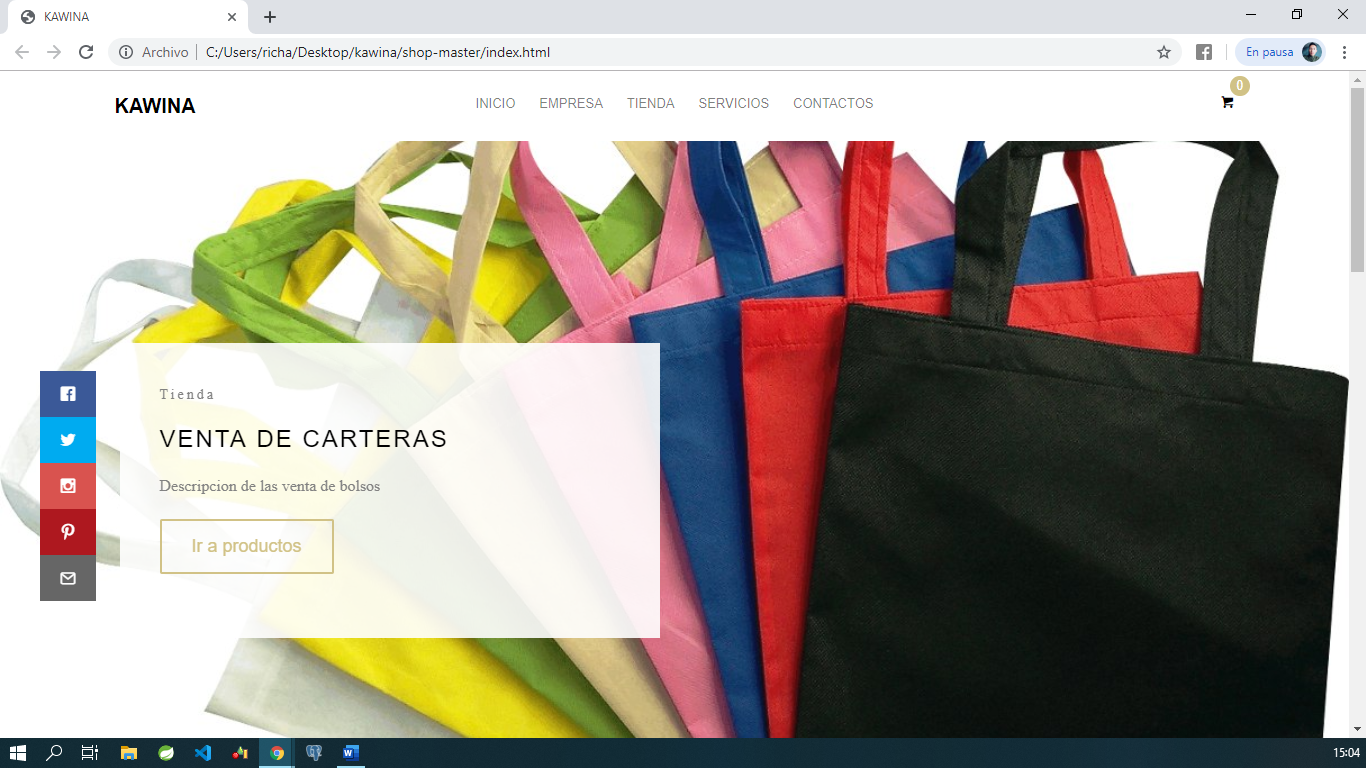 KAWINA
Archivo
C:/Users/richa/Desktop/kawina/shop-master/index.html
En pausa
KAWINA
INICIO
EMPRESA
TIENDA
SERVICIOS
CONTACTOS
0
Tienda
VENTA DE CARTERAS
Descripcion de las venta de bolsos
Ir a productos
15:04